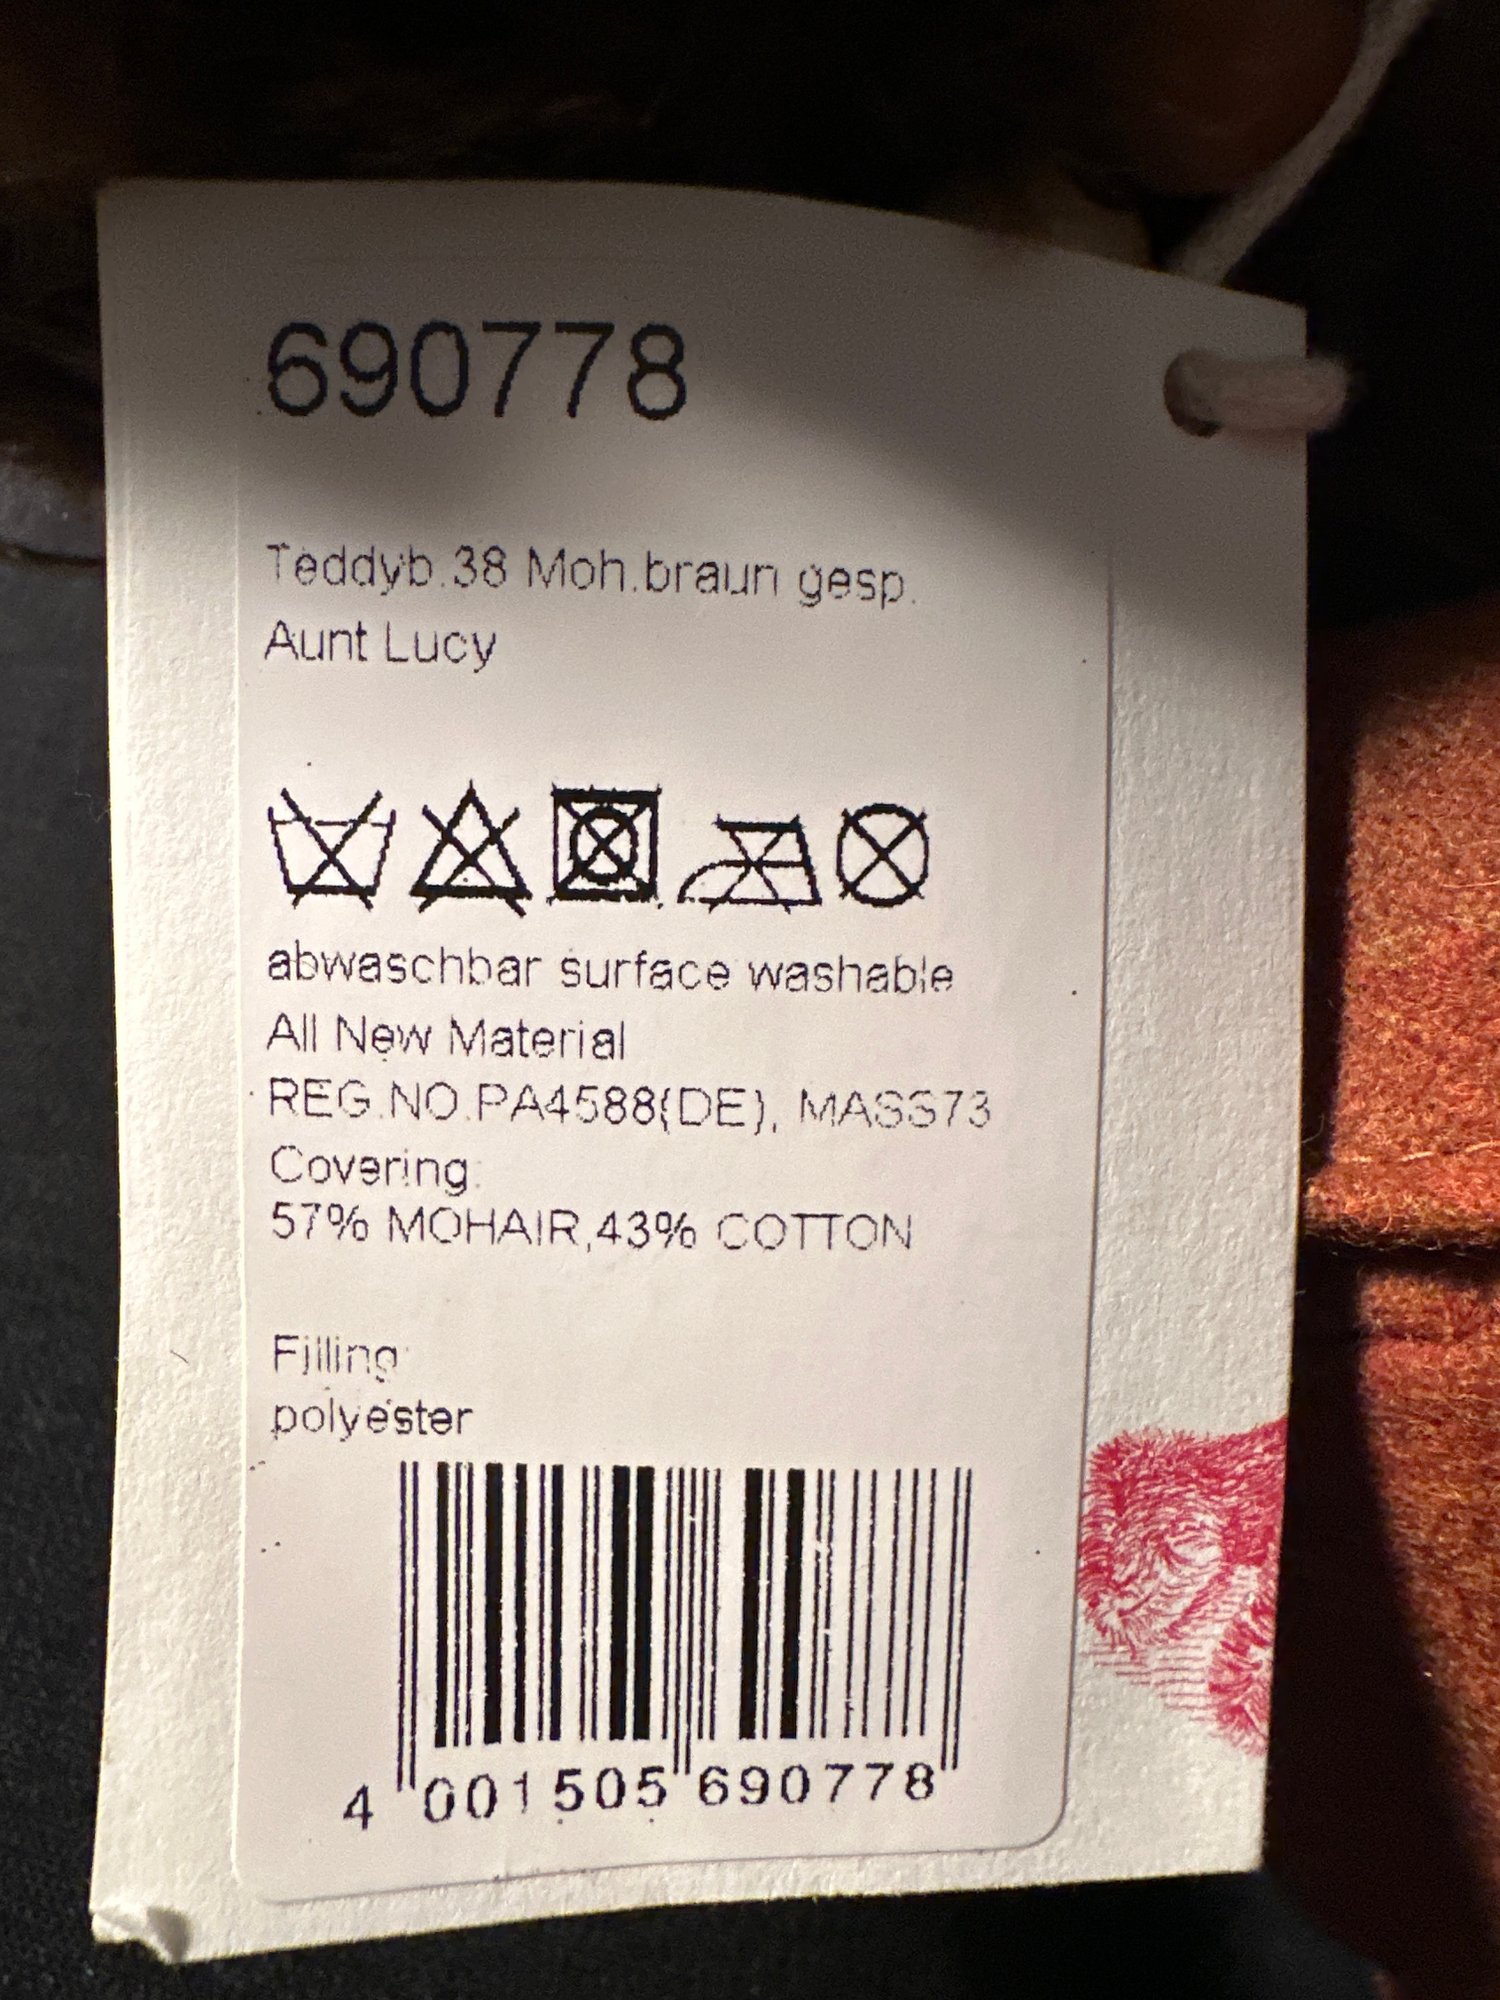 690778
Teddyb.38 Moh.braun gesp.
Aunt Lucy
abwaschbar surface washable
All New Material
REG.NO.PA4588(DE), MASS73
Covering:
57% MOHAIR,43% COTTON
Filling:
polyester
4 001505 690778